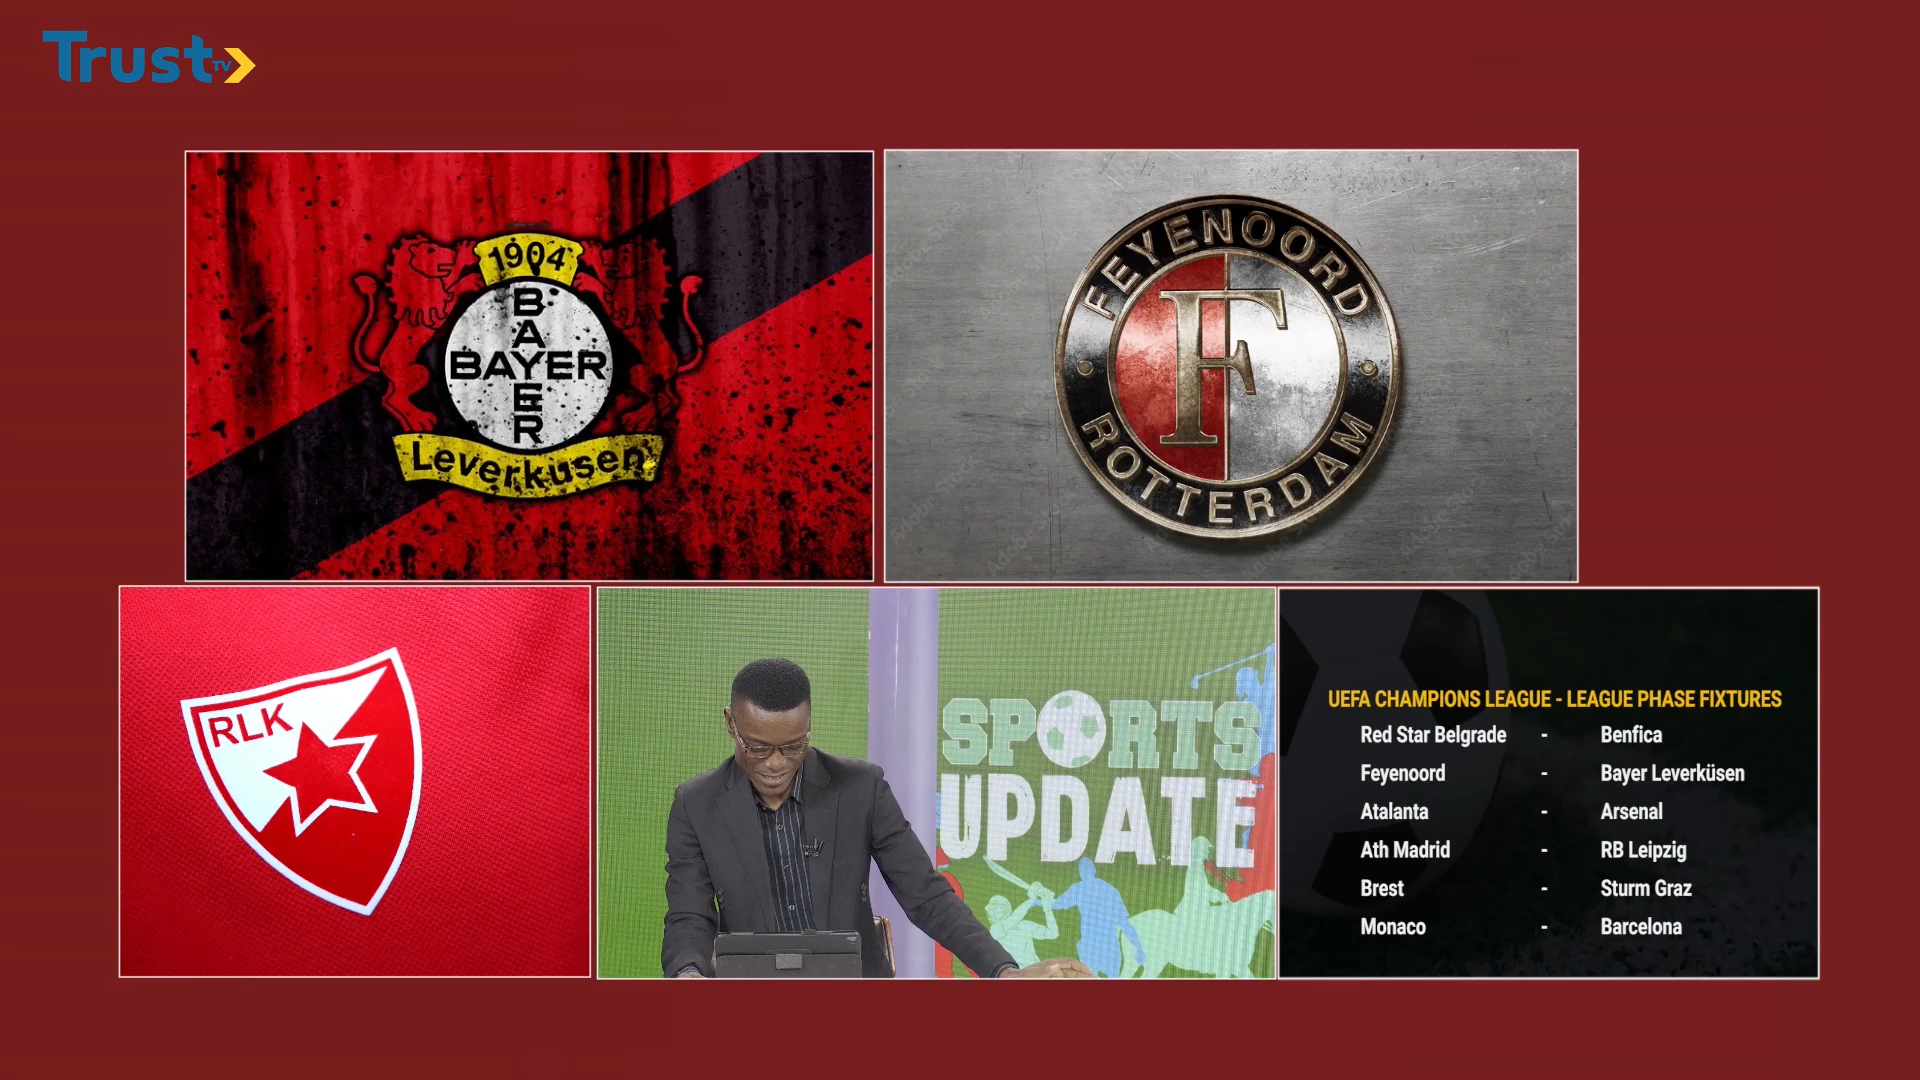 Trust TV
1904
BAYER
BAYER
Leverkusen
FEYENOORD
F
ROTTERDAM
RLK
SPORTS
UPDATE
UEFA CHAMPIONS LEAGUE - LEAGUE PHASE FIXTURES
Red Star Belgrade - Benfica
Feyenoord - Bayer Leverküsen
Atalanta - Arsenal
Ath Madrid - RB Leipzig
Brest - Sturm Graz
Monaco - Barcelona